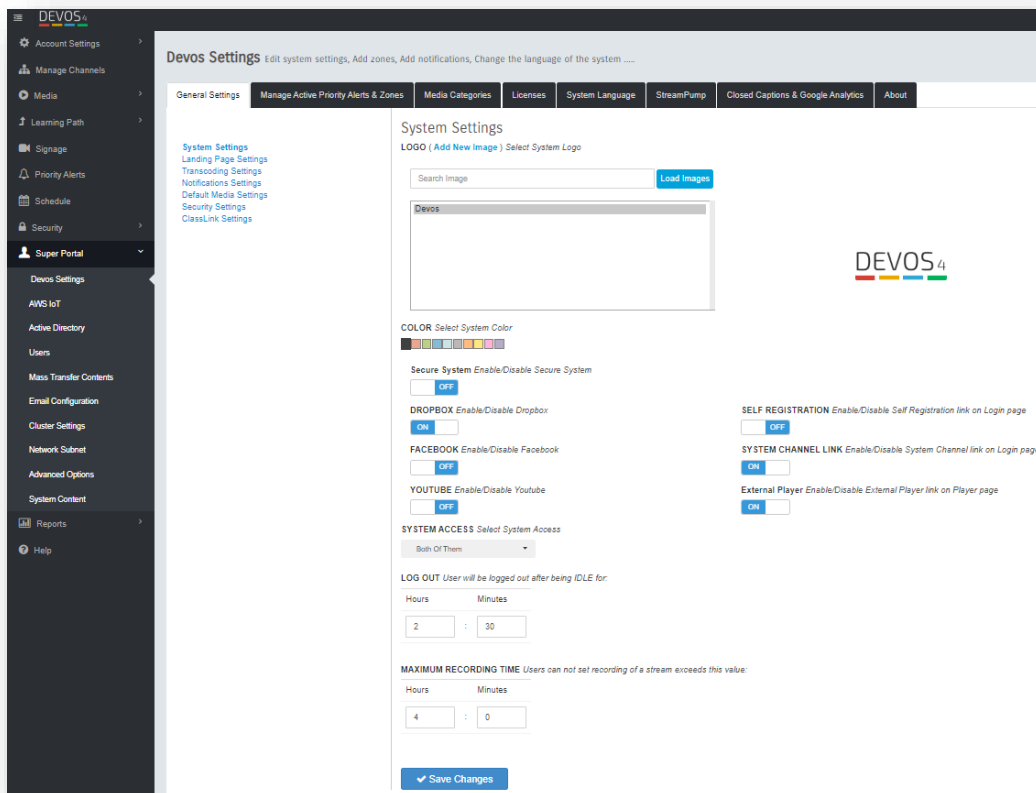 DEVOS4
Account Settings
Manage Channels
Media
Learning Path
Signage
Priority Alerts
Schedule
Security
Super Portal
Devos Settings
AWS IoT
Active Directory
Users
Mass Transfer Contents
Email Configuration
Cluster Settings
Network Subnet
Advanced Options
System Content
Reports
Help
Devos Settings Edit system settings, Add zones, Add notifications, Change the language of the system .....
General Settings Manage Active Priority Alerts & Zones Media Categories Licenses System Language StreamPump Closed Captions & Google Analytics About
System Settings
Landing Page Settings
Transcoding Settings
Notifications Settings
Default Media Settings
Security Settings
ClassLink Settings
System Settings
LOGO ( Add New Image ) Select System Logo
Search Image Load Images
Devos
DEVOS4
COLOR Select System Color
Secure System Enable/Disable Secure System
OFF
DROPBOX Enable/Disable Dropbox
ON
SELF REGISTRATION Enable/Disable Self Registration link on Login page
OFF
FACEBOOK Enable/Disable Facebook
OFF
SYSTEM CHANNEL LINK Enable/Disable System Channel link on Login page
ON
YOUTUBE Enable/Disable Youtube
OFF
External Player Enable/Disable External Player link on Player page
ON
SYSTEM ACCESS Select System Access
Both Of Them
LOG OUT User will be logged out after being IDLE for:
Hours Minutes
2 : 30
MAXIMUM RECORDING TIME Users can not set recording of a stream exceeds this value:
Hours Minutes
4 : 0
Save Changes